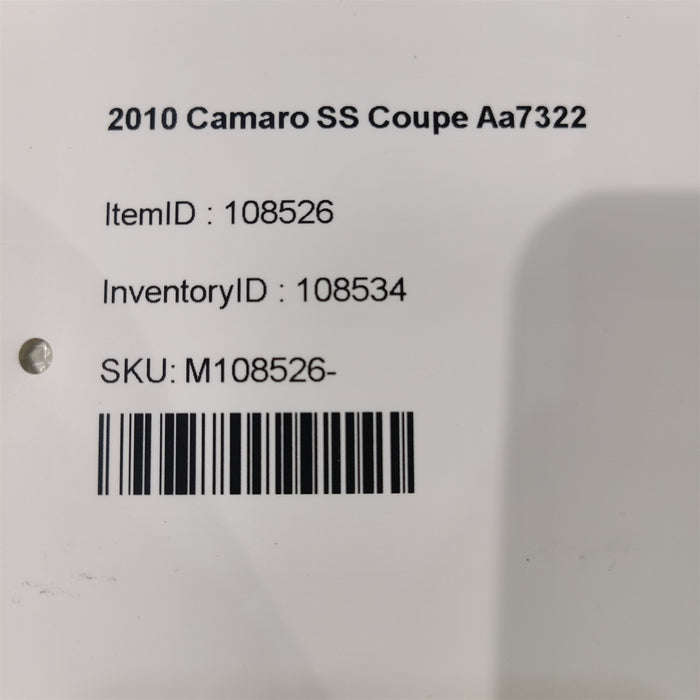 2010 Camaro SS Coupe Aa7322
ItemID : 108526
InventoryID : 108534
SKU: M108526-